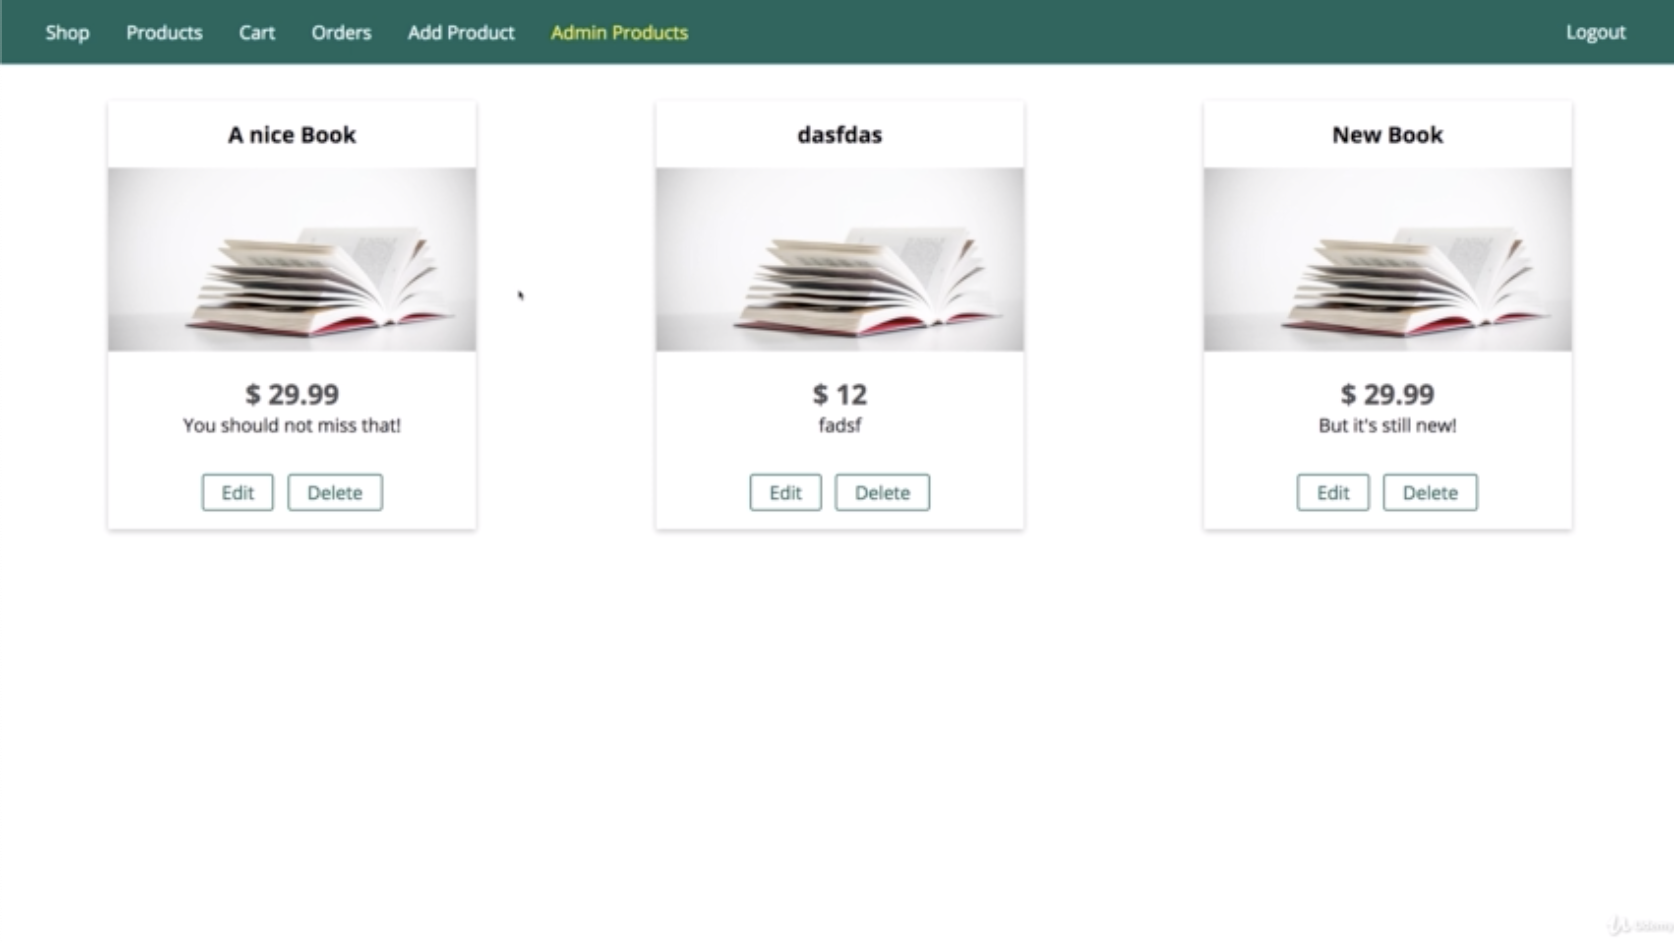 Shop Products Cart Orders Add Product Admin Products Logout
A nice Book
$ 29.99
You should not miss that!
Edit Delete
dasfdas
$ 12
fadsf
Edit Delete
New Book
$ 29.99
But it's still new!
Edit Delete
Udemy